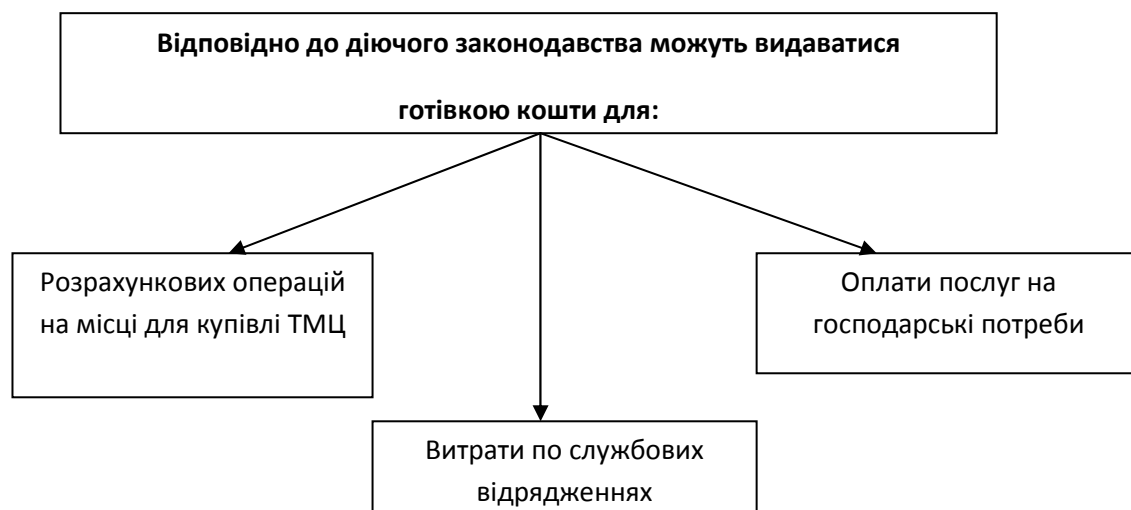 Відповідно до діючого законодавства можуть видаватися
готівкою кошти для:
Розрахункових операцій
на місці для купівлі ТМЦ
Оплати послуг на
господарські потреби
Витрати по службових
відрядженнях